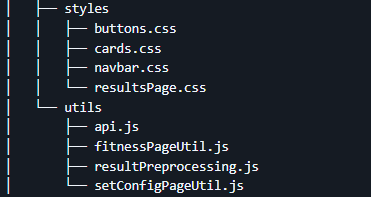 │   ├── styles
│   │   ├── buttons.css
│   │   ├── cards.css
│   │   ├── navbar.css
│   │   └── resultsPage.css
│   └── utils
│       ├── api.js
│       ├── fitnessPageUtil.js
│       ├── resultPreprocessing.js
│       └── setConfigPageUtil.js